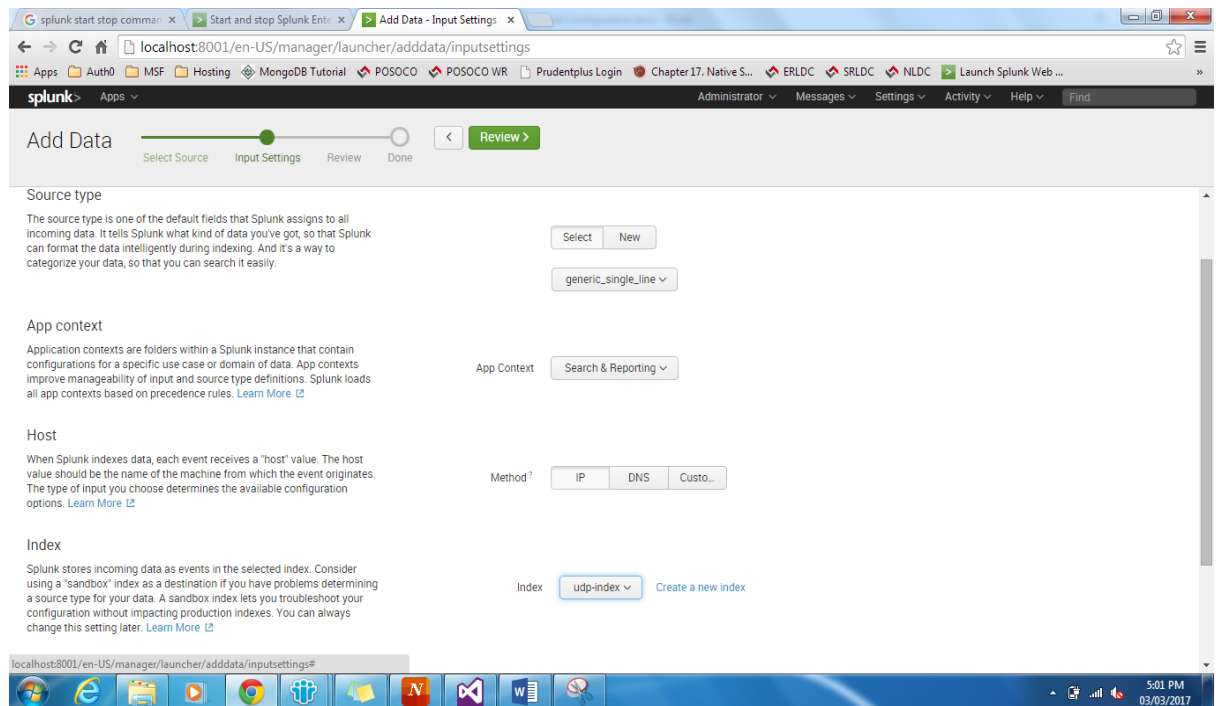 splunk start stop comman
Start and stop Splunk Ente
Add Data - Input Settings
localhost:8001/en-US/manager/launcher/adddata/inputsettings
Apps Auth0 MSF Hosting MongoDB Tutorial POSOCO POSOCO WR Prudentplus Login Chapter 17. Native S... ERLDC SRLDC NLDC Launch Splunk Web ... »
splunk> Apps Administrator Messages Settings Activity Help Find
Add Data
Select Source Input Settings Review Done
< Review >
Source type
The source type is one of the default fields that Splunk assigns to all
incoming data. It tells Splunk what kind of data you've got, so that Splunk
can format the data intelligently during indexing. And it's a way to
categorize your data, so that you can search it easily.
Select New
generic_single_line
App context
Application contexts are folders within a Splunk instance that contain
configurations for a specific use case or domain of data. App contexts
improve manageability of input and source type definitions. Splunk loads
all app contexts based on precedence rules. Learn More
App Context Search & Reporting
Host
When Splunk indexes data, each event receives a "host" value. The host
value should be the name of the machine from which the event originates.
The type of input you choose determines the available configuration
options. Learn More
Method ? IP DNS Custo...
Index
Splunk stores incoming data as events in the selected index. Consider
using a "sandbox" index as a destination if you have problems determining
a source type for your data. A sandbox index lets you troubleshoot your
configuration without impacting production indexes. You can always
change this setting later. Learn More
Index udp-index Create a new index
localhost:8001/en-US/manager/launcher/adddata/inputsettings#
5:01 PM
03/03/2017